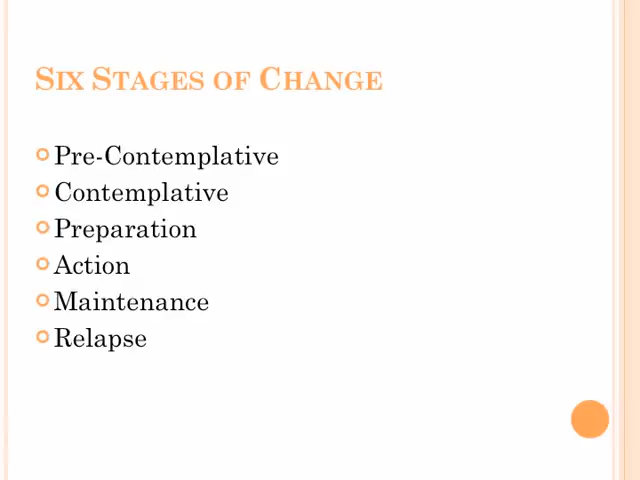 Six Stages of Change
Pre-Contemplative
Contemplative
Preparation
Action
Maintenance
Relapse